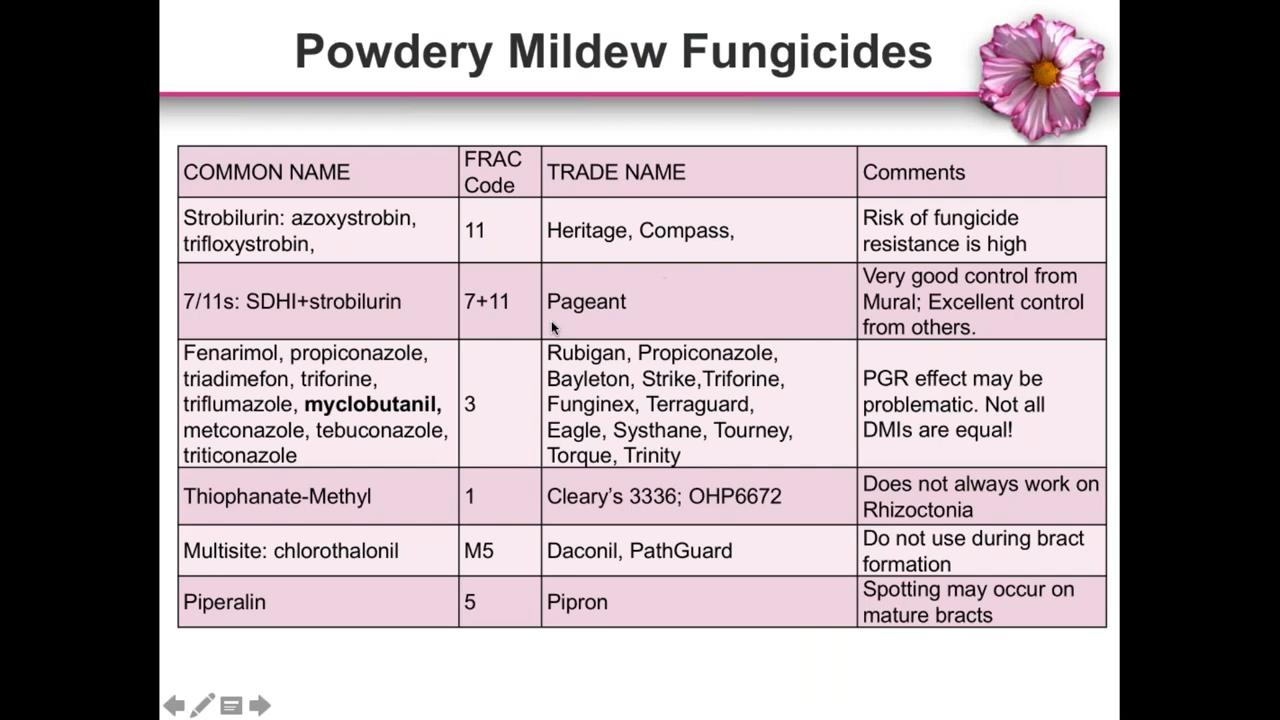 Powdery Mildew Fungicides
COMMON NAME
FRAC
Code
TRADE NAME
Comments
Strobilurin: azoxystrobin,
trifloxystrobin,
11
Heritage, Compass,
Risk of fungicide
resistance is high
7/11s: SDHI+strobilurin
7+11
Pageant
Very good control from
Mural; Excellent control
from others.
Fenarimol, propiconazole,
triadimefon, triforine,
triflumazole, myclobutanil,
metconazole, tebuconazole,
triticonazole
3
Rubigan, Propiconazole,
Bayleton, Strike,Triforine,
Funginex, Terraguard,
Eagle, Systhane, Tourney,
Torque, Trinity
PGR effect may be
problematic. Not all
DMIs are equal!
Thiophanate-Methyl
1
Cleary’s 3336; OHP6672
Does not always work on
Rhizoctonia
Multisite: chlorothalonil
M5
Daconil, PathGuard
Do not use during bract
formation
Piperalin
5
Pipron
Spotting may occur on
mature bracts